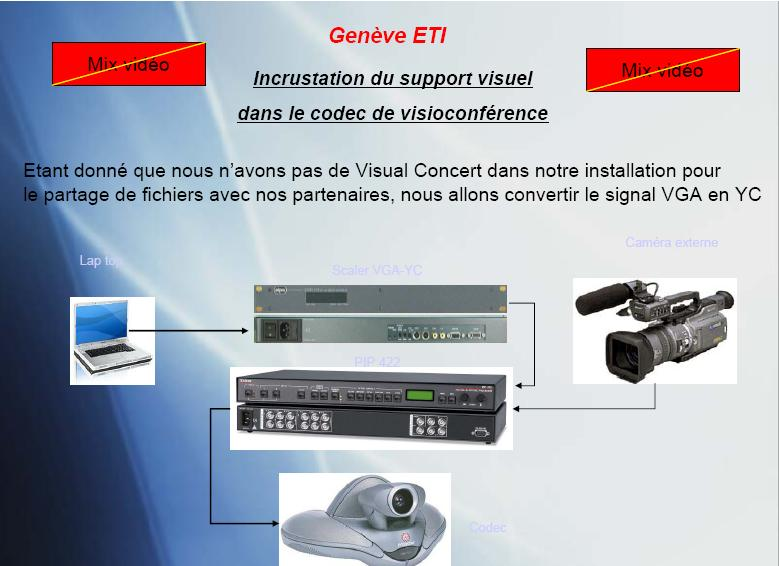 Genève ETI
Mix vidéo
Mix vidéo
Incrustation du support visuel
dans le codec de visioconférence
Etant donné que nous n'avons pas de Visual Concert dans notre installation pour
le partage de fichiers avec nos partenaires, nous allons convertir le signal VGA en YC
Caméra externe
Lap top
Scaler VGA-YC
PIP 422
Codec